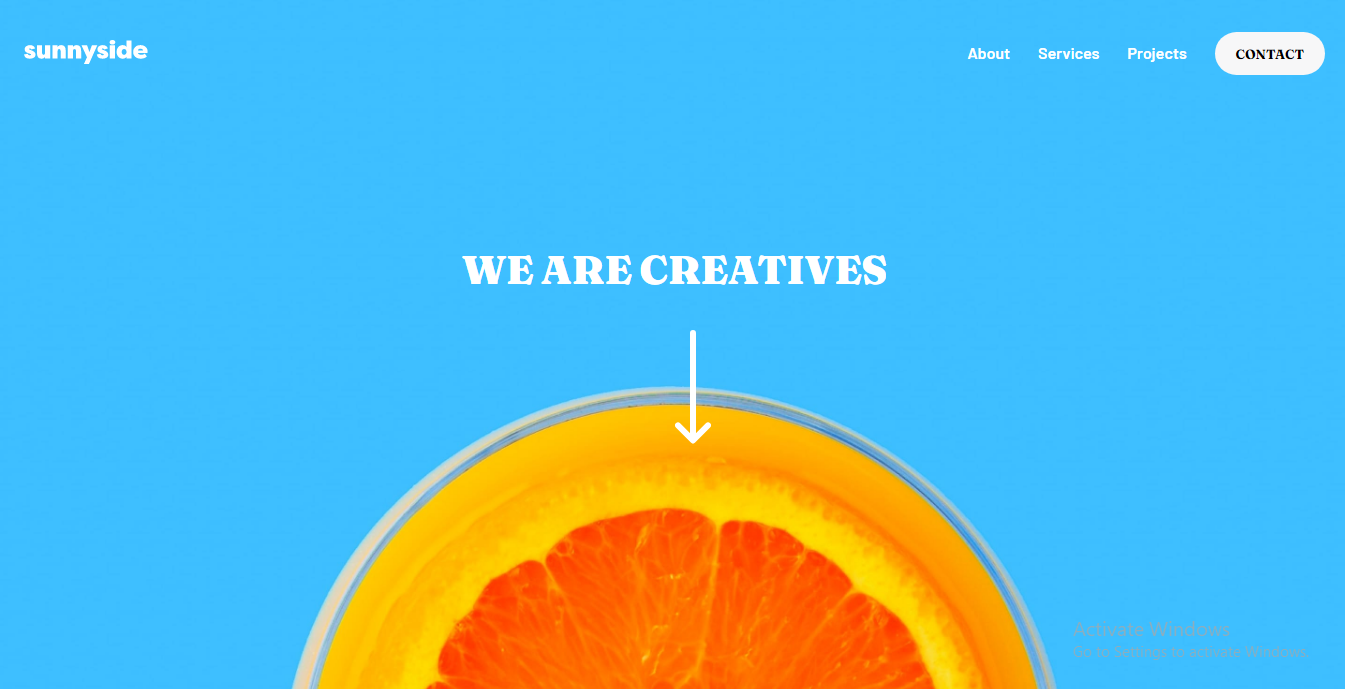 sunnyside
About Services Projects CONTACT
WE ARE CREATIVES
Activate Windows
Go to Settings to activate Windows.